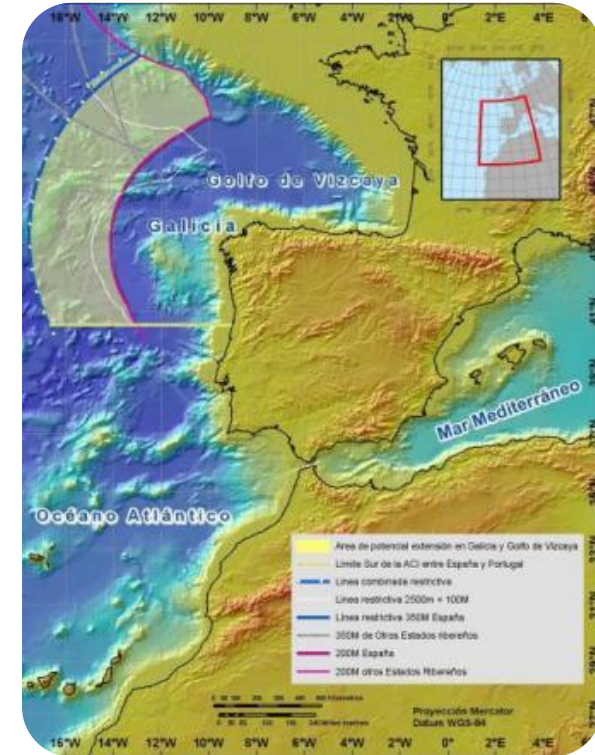 16°W 14°W 12°W 10°W 8°W 6°W 4°W 2°W 0° 2°E 4°E
Golfo de Vizcaya
Galicia
Mar Mediterráneo
Océano Atlántico
Area de potencial extensión en Galicia y Golfo de Vizcaya
Limite Sur de la ACI entre España y Portugal
Linea combinada restrictiva
Linea restrictiva 2500m + 100M
Linea restrictiva 350M España
350M de Otros Estados ribereños
200M España
200M otros Estados Ribereños
Proyección Mercator
Datum WGS-84
16°W 14°W 12°W 10°W 8°W 6°W 4°W 2°W 0° 2°E 4°E